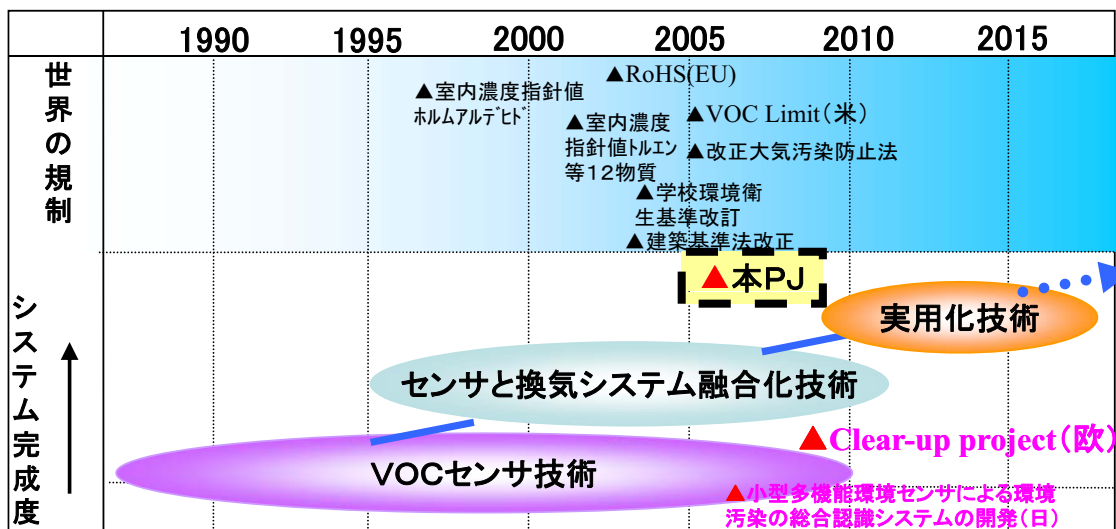 1990 1995 2000 2005 2010 2015
世界の規制
▲RoHS(EU)
▲室内濃度指針値
ホルムアルデヒド
▲VOC Limit(米)
▲室内濃度
指針値トルエン
等12物質
▲改正大気汚染防止法
▲学校環境衛
生基準改訂
▲建築基準法改正
▲本PJ
システム完成度
実用化技術
センサと換気システム融合化技術
▲Clear-up project(欧)
VOCセンサ技術
▲小型多機能環境センサによる環境
汚染の総合認識システムの開発(日)